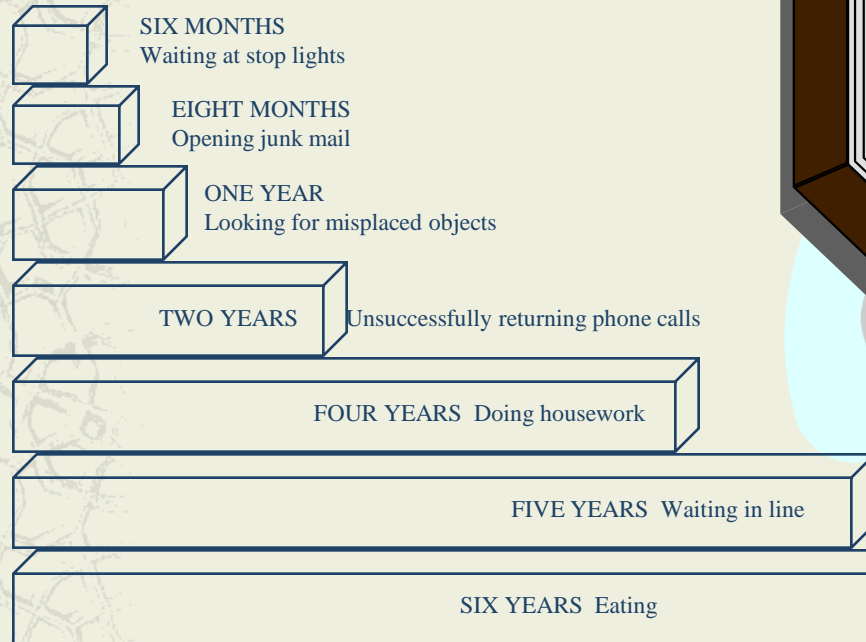 SIX MONTHS
Waiting at stop lights
EIGHT MONTHS
Opening junk mail
ONE YEAR
Looking for misplaced objects
TWO YEARS Unsuccessfully returning phone calls
FOUR YEARS Doing housework
FIVE YEARS Waiting in line
SIX YEARS Eating